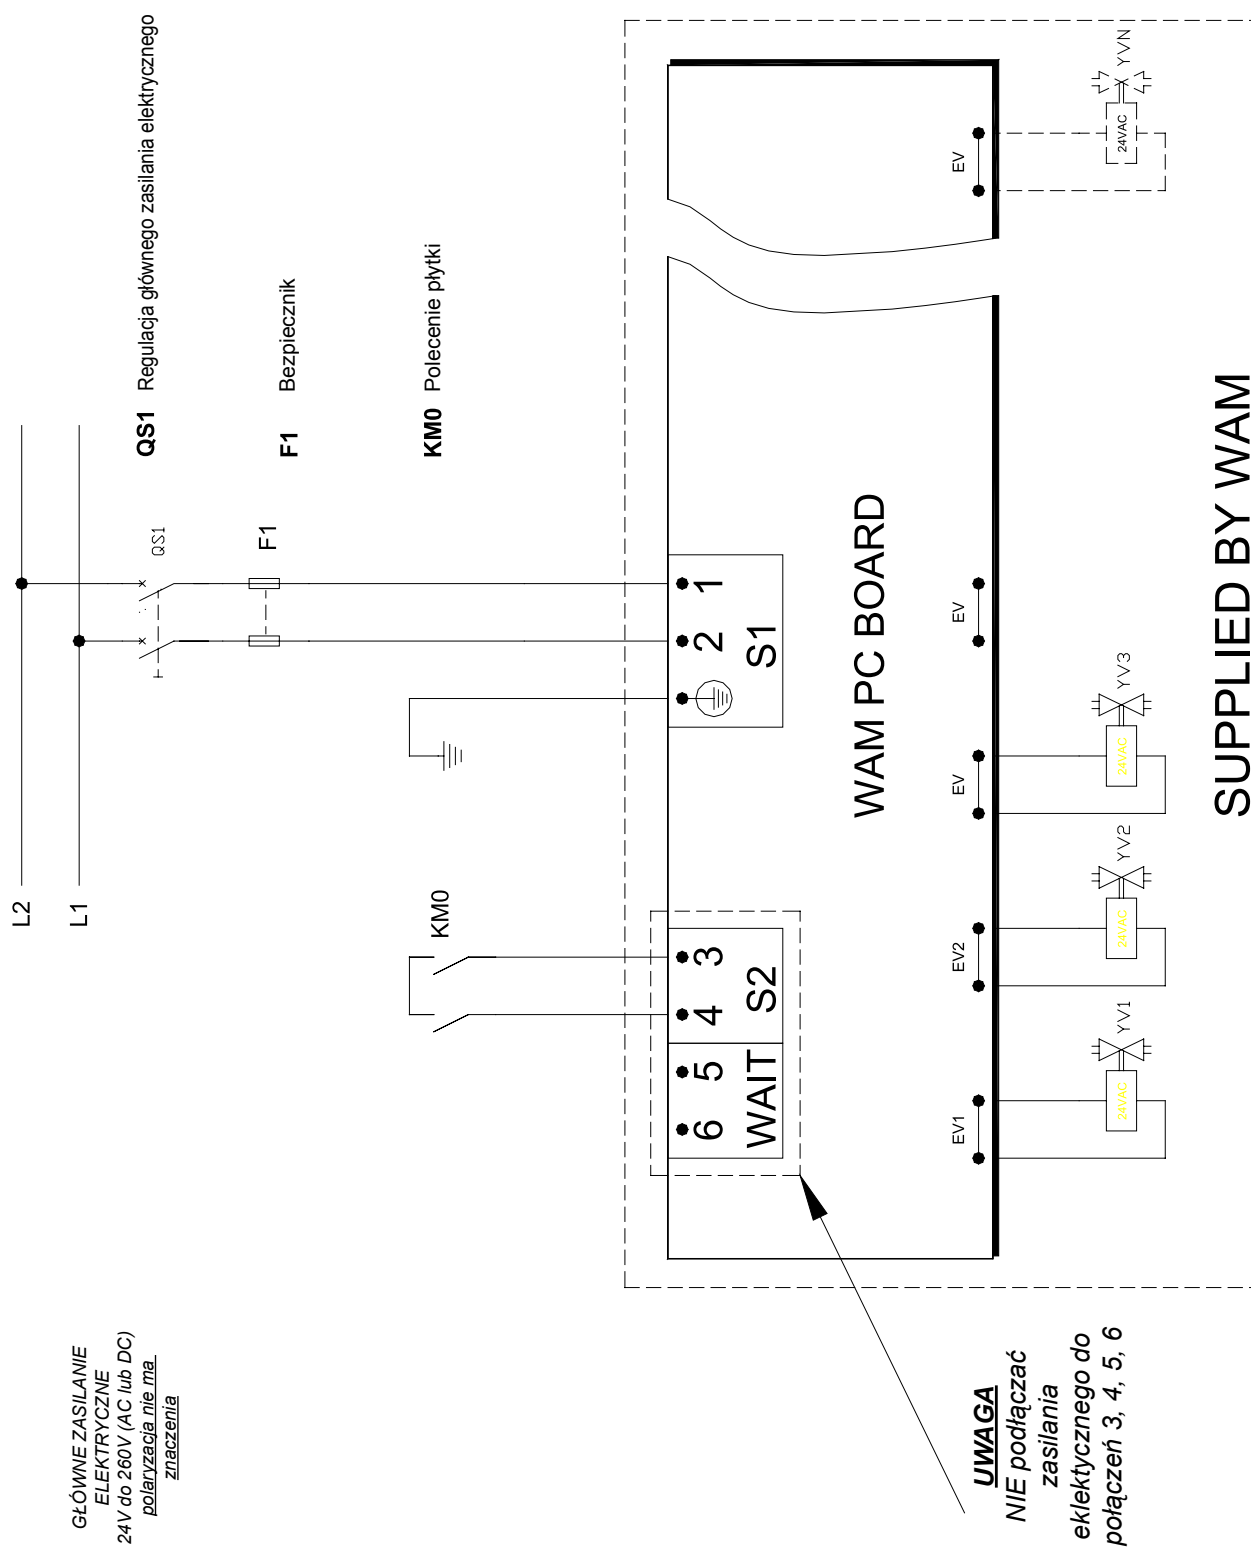 GŁÓWNE ZASILANIE
ELEKTRYCZNE
24V do 260V (AC lub DC)
polaryzacja nie ma
znaczenia
L2
L1
QS1
F1
QS1 Regulacja głównego zasilania elektrycznego
F1 Bezpiecznik
KM0 Polecenie płytki
KM0
6 5 4 3
WAIT S2
2 1
S1
WAM PC BOARD
EV1
EV2
EV
EV
EV
24VAC
YV1
24VAC
YV2
24VAC
YV3
24VAC
YVN
SUPPLIED BY WAM
UWAGA
NIE podłączać
zasilania
eklektycznego do
połączeń 3, 4, 5, 6